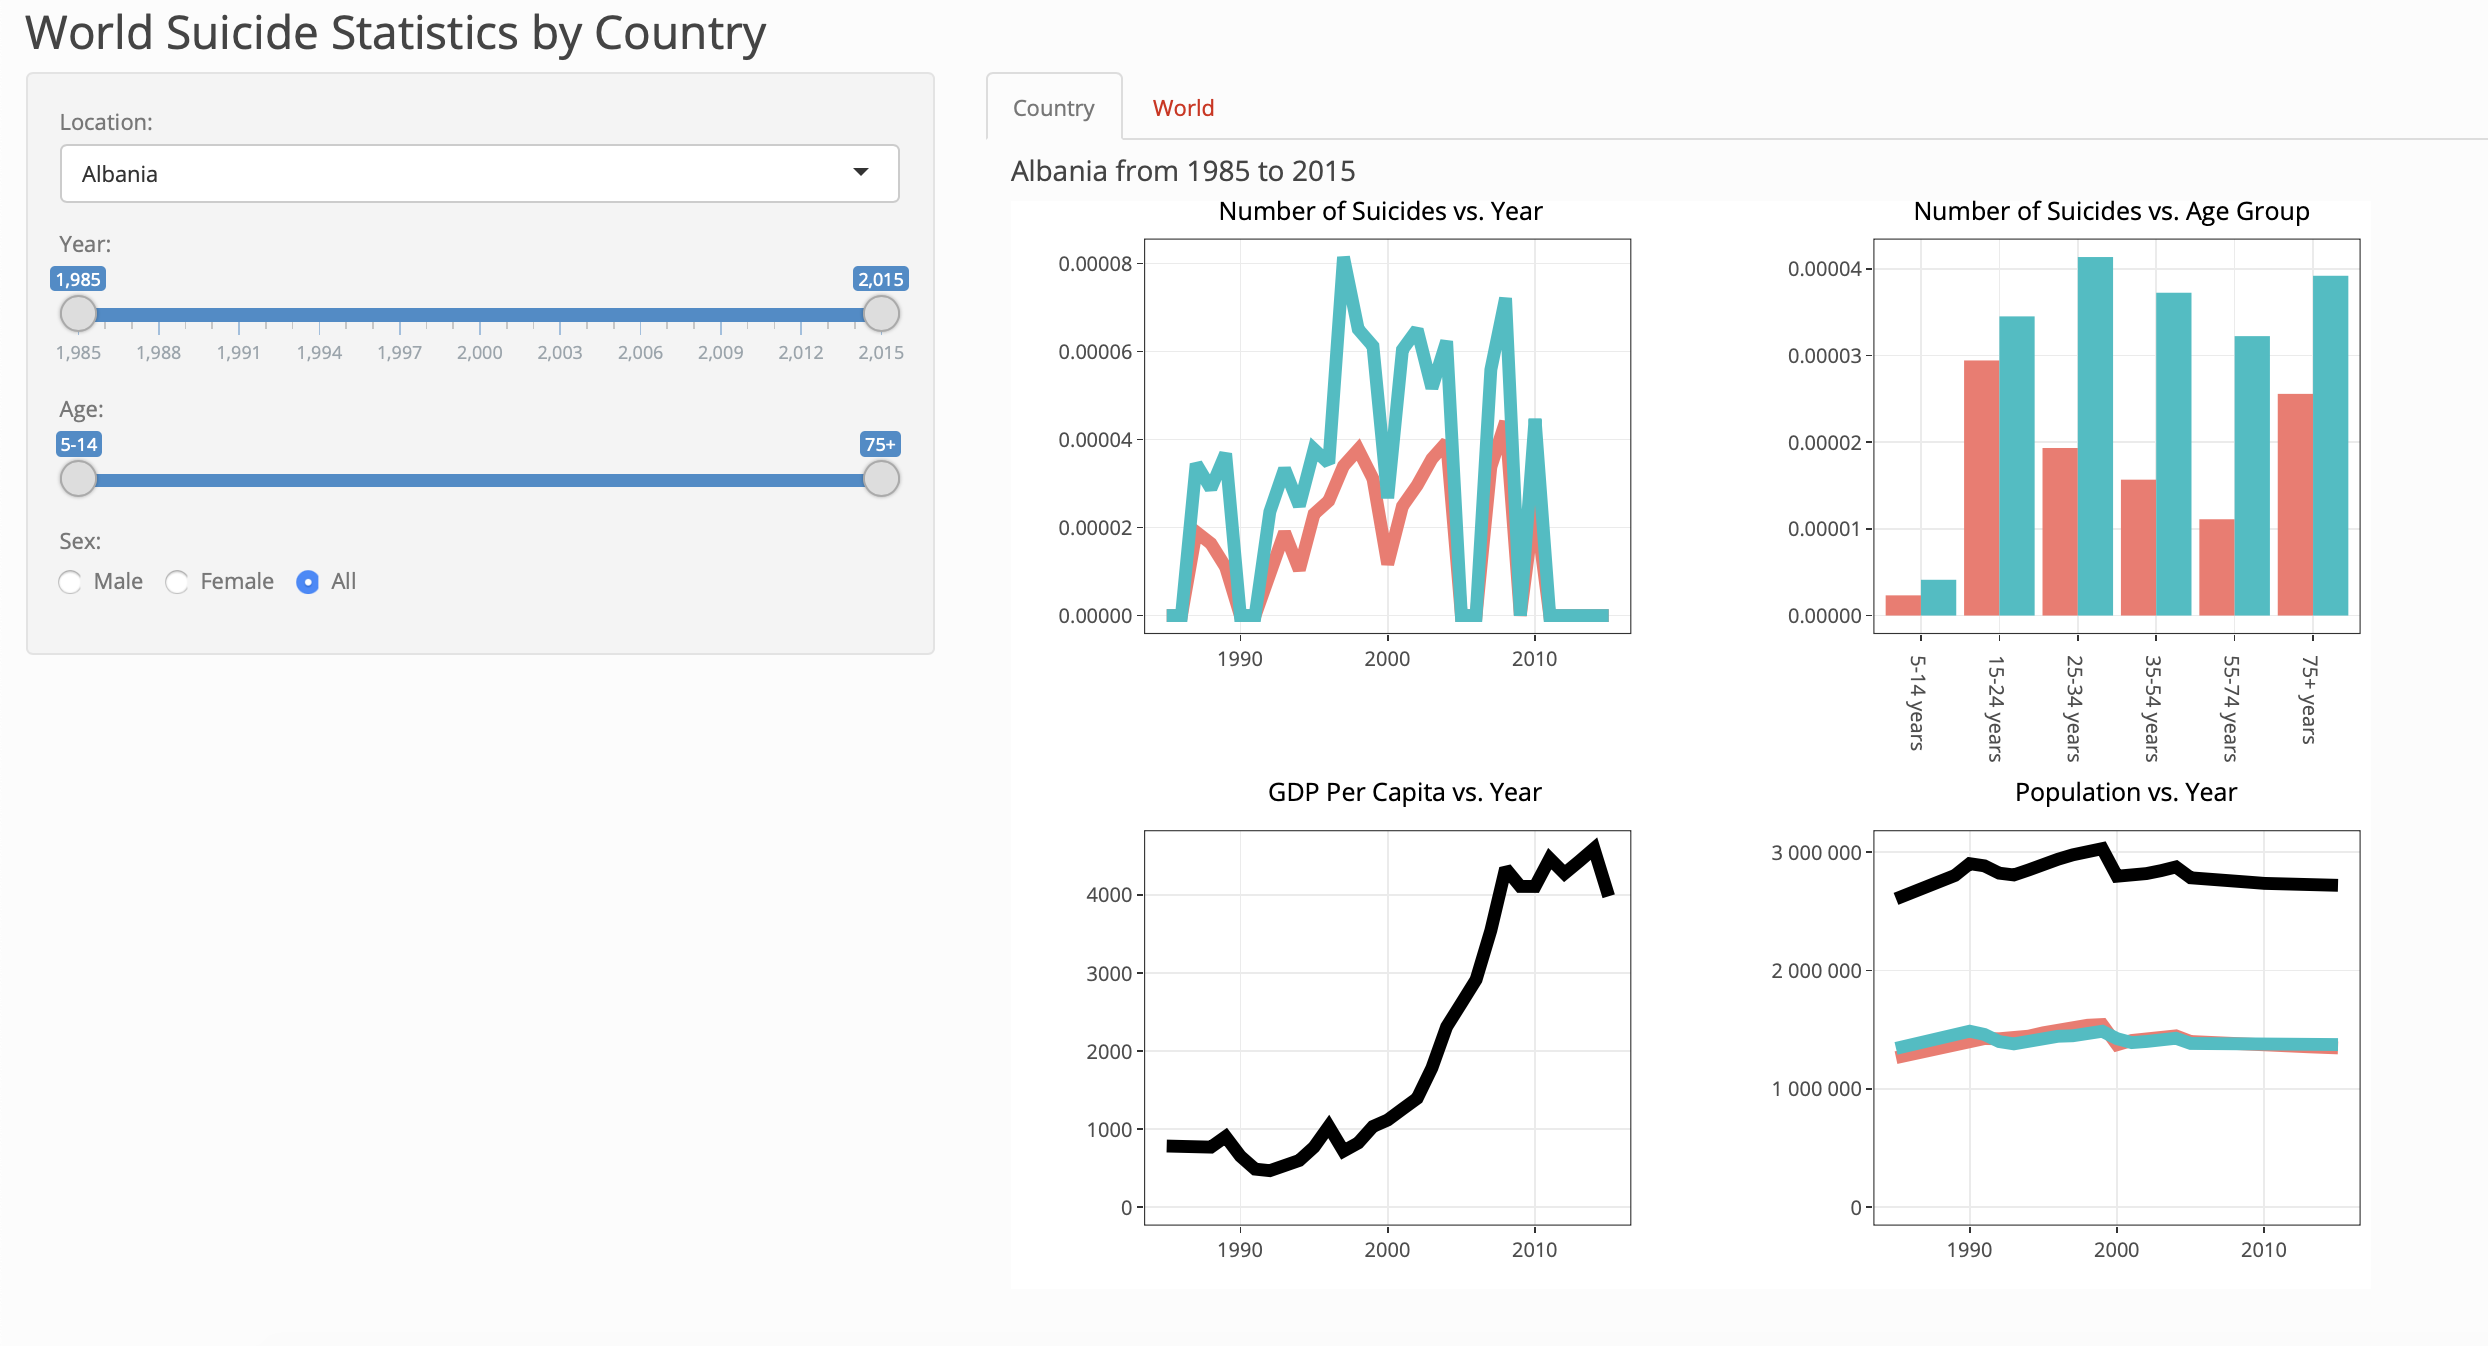 World Suicide Statistics by Country
Location:
Albania
Year:
1,985 2,015
1,985 1,988 1,991 1,994 1,997 2,000 2,003 2,006 2,009 2,012 2,015
Age:
5-14 75+
Sex:
Male Female All
Country World
Albania from 1985 to 2015
Number of Suicides vs. Year
0.00008
0.00006
0.00004
0.00002
0.00000
1990 2000 2010
Number of Suicides vs. Age Group
0.00004
0.00003
0.00002
0.00001
0.00000
5-14 years
15-24 years
25-34 years
35-54 years
55-74 years
75+ years
GDP Per Capita vs. Year
4000
3000
2000
1000
0
1990 2000 2010
Population vs. Year
3 000 000
2 000 000
1 000 000
0
1990 2000 2010